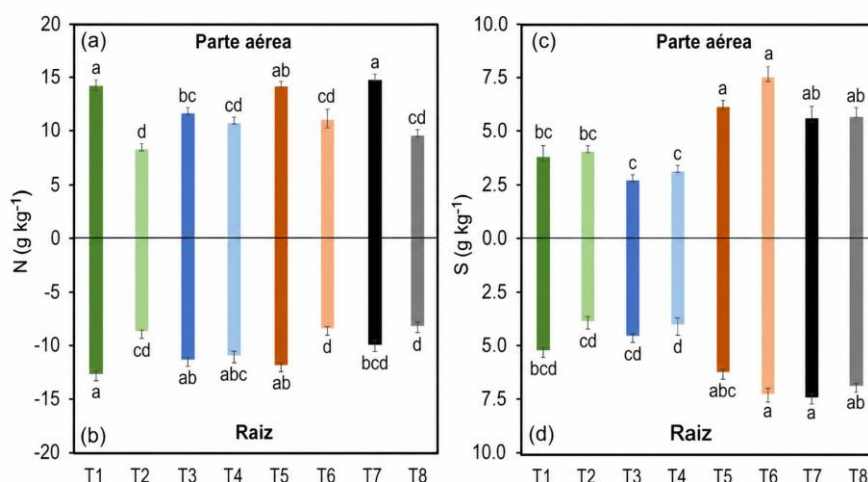 (a) Parte aérea
20
15
10
5
0
-5
-10
-15
-20
N (g kg⁻¹)
a d bc cd ab cd a cd
a cd ab abc ab d bcd d
(b) Raiz
T1 T2 T3 T4 T5 T6 T7 T8
(c) Parte aérea
10.0
7.5
5.0
2.5
0.0
2.5
5.0
7.5
10.0
S (g kg⁻¹)
bc bc c c a a ab ab
bcd cd cd d abc a a ab
(d) Raiz
T1 T2 T3 T4 T5 T6 T7 T8